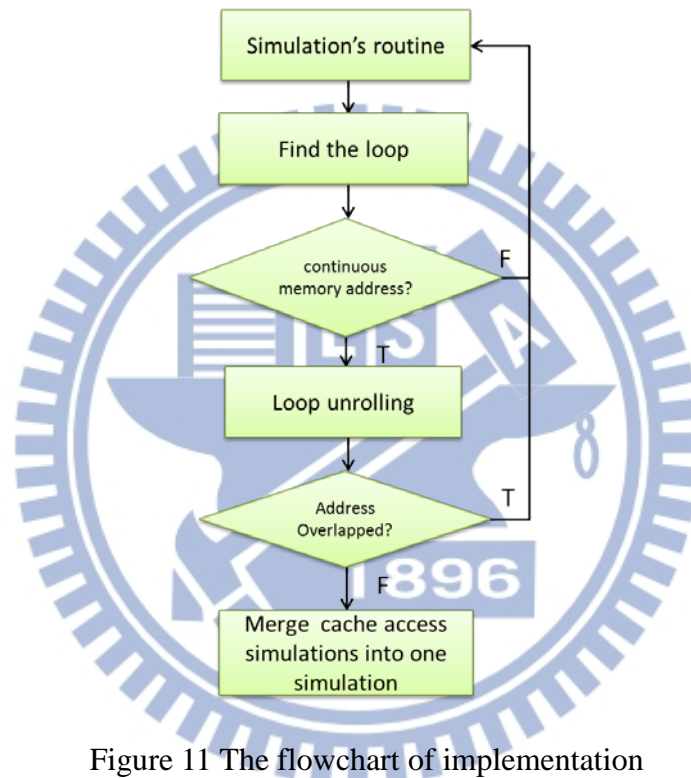 Simulation's routine
Find the loop
continuous
memory address?
F
T
Loop unrolling
Address
Overlapped?
T
F
Merge cache access
simulations into one
simulation
E S A
1896
Figure 11 The flowchart of implementation